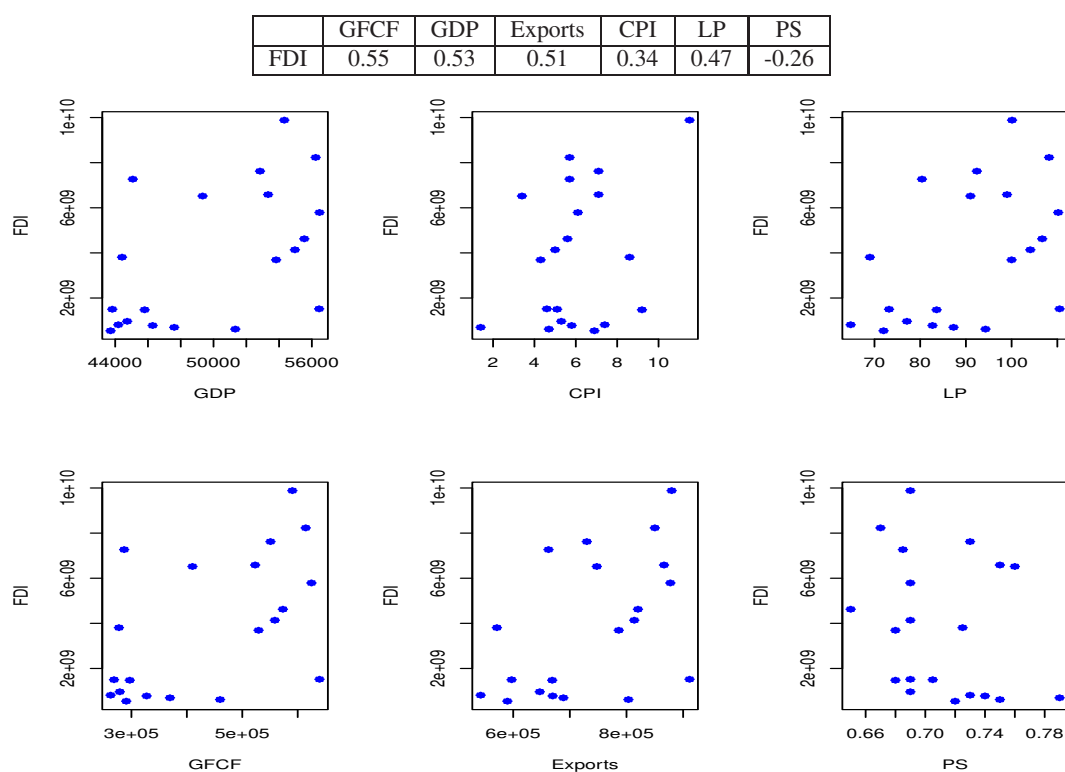 GFCF GDP Exports CPI LP PS
FDI 0.55 0.53 0.51 0.34 0.47 -0.26
FDI
2e+09 6e+09 1e+10
44000 50000 56000
GDP
FDI
2e+09 6e+09 1e+10
2 4 6 8 10
CPI
FDI
2e+09 6e+09 1e+10
70 80 90 100
LP
FDI
2e+09 6e+09 1e+10
3e+05 5e+05
GFCF
FDI
2e+09 6e+09 1e+10
6e+05 8e+05
Exports
FDI
2e+09 6e+09 1e+10
0.66 0.70 0.74 0.78
PS